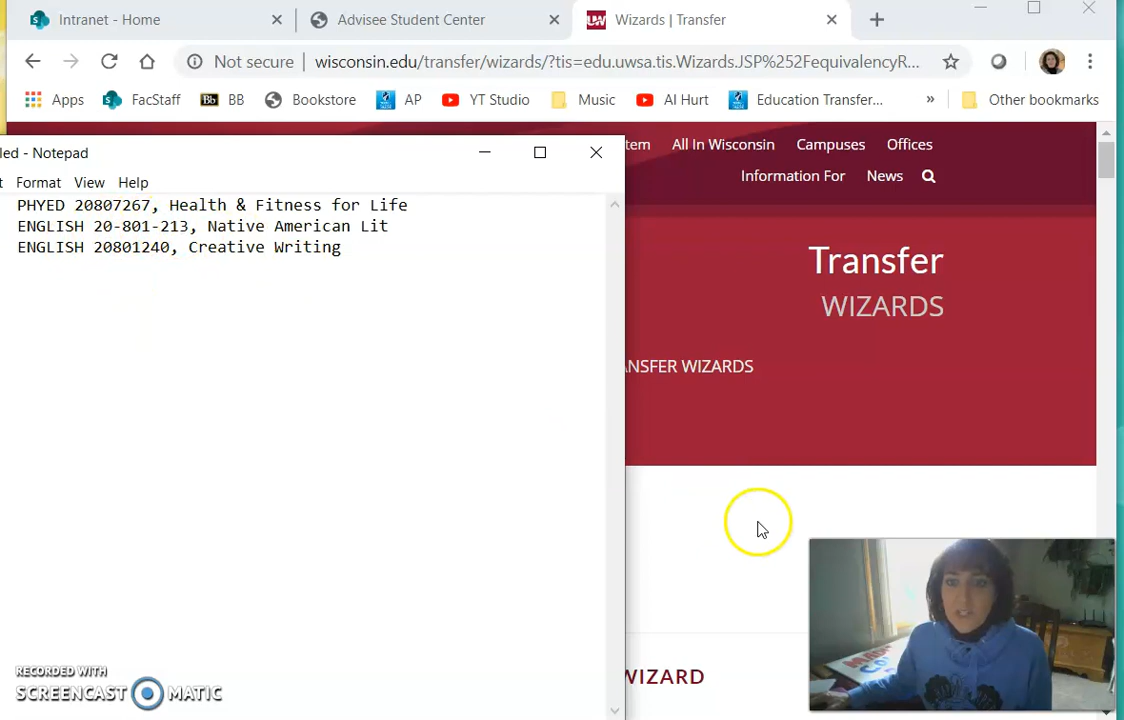 Intranet - Home
Advisee Student Center
UW Wizards | Transfer
Not secure | wisconsin.edu/transfer/wizards/?tis=edu.uwsa.tis.Wizards.JSP%252FequivalencyR...
Apps FacStaff Bb BB Bookstore AP YT Studio Music AI Hurt Education Transfer... » Other bookmarks
led - Notepad
tem All In Wisconsin Campuses Offices
t Format View Help
Information For News
PHYED 20807267, Health & Fitness for Life
ENGLISH 20-801-213, Native American Lit
ENGLISH 20801240, Creative Writing
Transfer
WIZARDS
ANSFER WIZARDS
WIZARD
RECORDED WITH
SCREENCAST MATIC